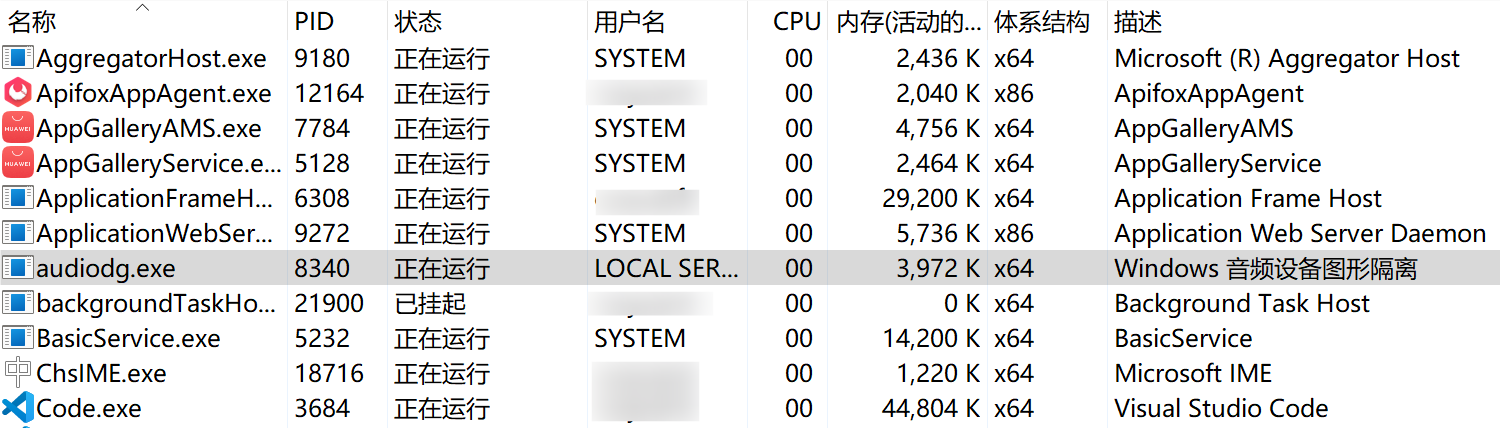 名称 PID 状态 用户名 CPU 内存(活动的... 体系结构 描述
AggregatorHost.exe 9180 正在运行 SYSTEM 00 2,436 K x64 Microsoft (R) Aggregator Host
ApifoxAppAgent.exe 12164 正在运行 00 2,040 K x86 ApifoxAppAgent
HUAWEI AppGalleryAMS.exe 7784 正在运行 SYSTEM 00 4,756 K x64 AppGalleryAMS
HUAWEI AppGalleryService.e... 5128 正在运行 SYSTEM 00 2,464 K x64 AppGalleryService
ApplicationFrameH... 6308 正在运行 00 29,200 K x64 Application Frame Host
ApplicationWebSer... 9272 正在运行 SYSTEM 00 5,736 K x86 Application Web Server Daemon
audiodg.exe 8340 正在运行 LOCAL SER... 00 3,972 K x64 Windows 音频设备图形隔离
backgroundTaskHo... 21900 已挂起 00 0 K x64 Background Task Host
BasicService.exe 5232 正在运行 SYSTEM 00 14,200 K x64 BasicService
中 ChsIME.exe 18716 正在运行 00 1,220 K x64 Microsoft IME
Code.exe 3684 正在运行 00 44,804 K x64 Visual Studio Code